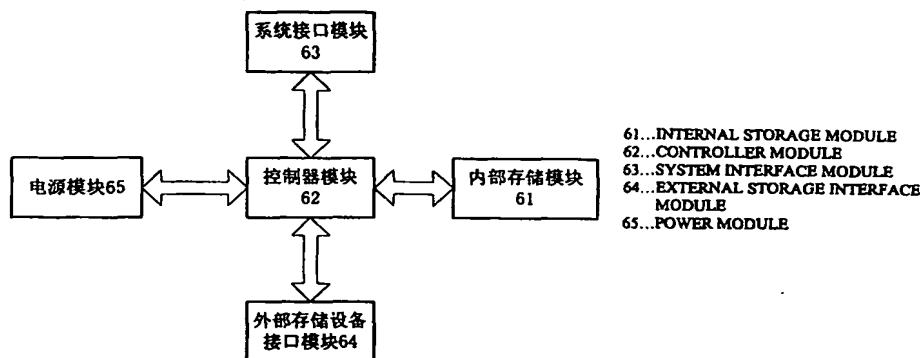 系统接口模块
63
电源模块65
控制器模块
62
内部存储模块
61
外部存储设备
接口模块64
61...INTERNAL STORAGE MODULE
62...CONTROLLER MODULE
63...SYSTEM INTERFACE MODULE
64...EXTERNAL STORAGE INTERFACE
MODULE
65...POWER MODULE